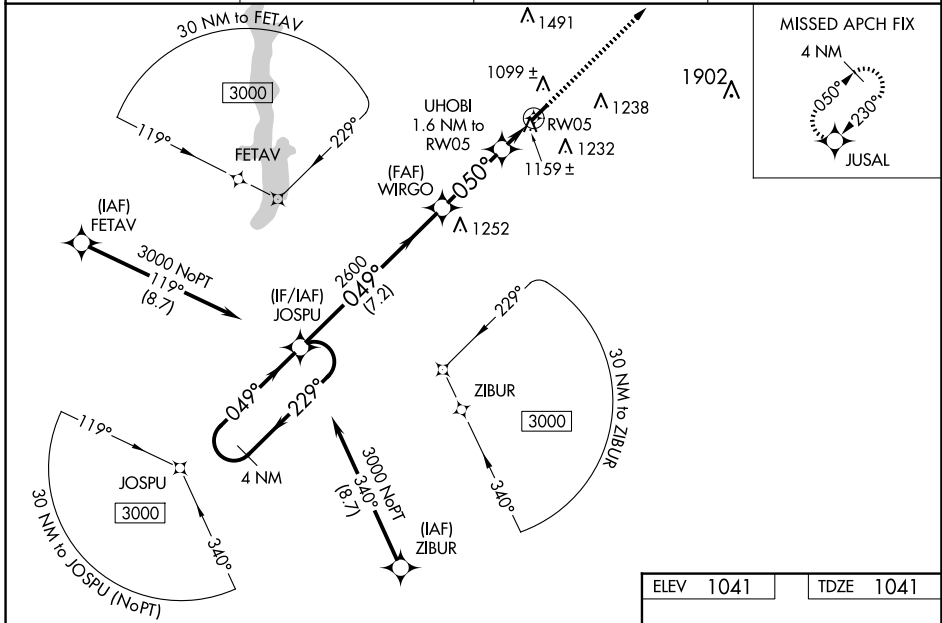 30 NM to FETAV
3000
119°
229°
FETAV
1491
1099 ±
1902
1238
RW05
1232
1159 ±
UHOBI
1.6 NM to
RW05
(FAF)
WIRGO
050°
1252
MISSED APCH FIX
4 NM
050°
230°
JUSAL
(IAF)
FETAV
3000 NoPT
119°
(8.7)
(IF/IAF)
JOSPU
2600
049°
(7.2)
049°
229°
4 NM
229°
ZIBUR
3000
340°
30 NM to ZIBUR
119°
JOSPU
3000
340°
30 NM to JOSPU (NoPT)
3000 NoPT
340°
(8.7)
(IAF)
ZIBUR
ELEV 1041
TDZE 1041